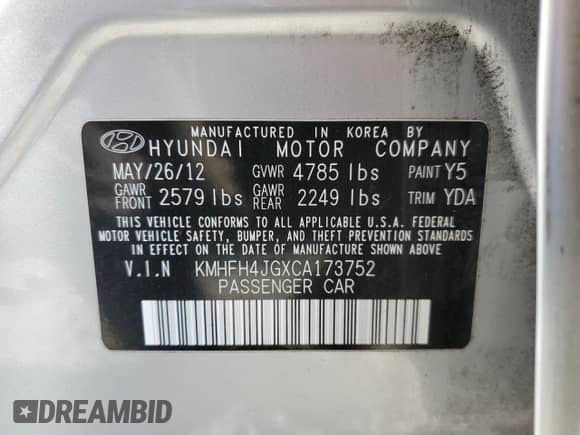 MANUFACTURED IN KOREA BY
HYUNDAI MOTOR COMPANY
MAY/26/12 GVWR 4785 lbs PAINT Y5
GAWR FRONT 2579 lbs GAWR REAR 2249 lbs TRIM YDA
THIS VEHICLE CONFORMS TO ALL APPLICABLE U.S.A. FEDERAL
MOTOR VEHICLE SAFETY, BUMPER, AND THEFT PREVENTION STANDARDS
IN EFFECT ON THE DATE OF MANUFACTURE SHOWN ABOVE.
V.I.N KMHFH4JGXCA173752
PASSENGER CAR
DREAMBID